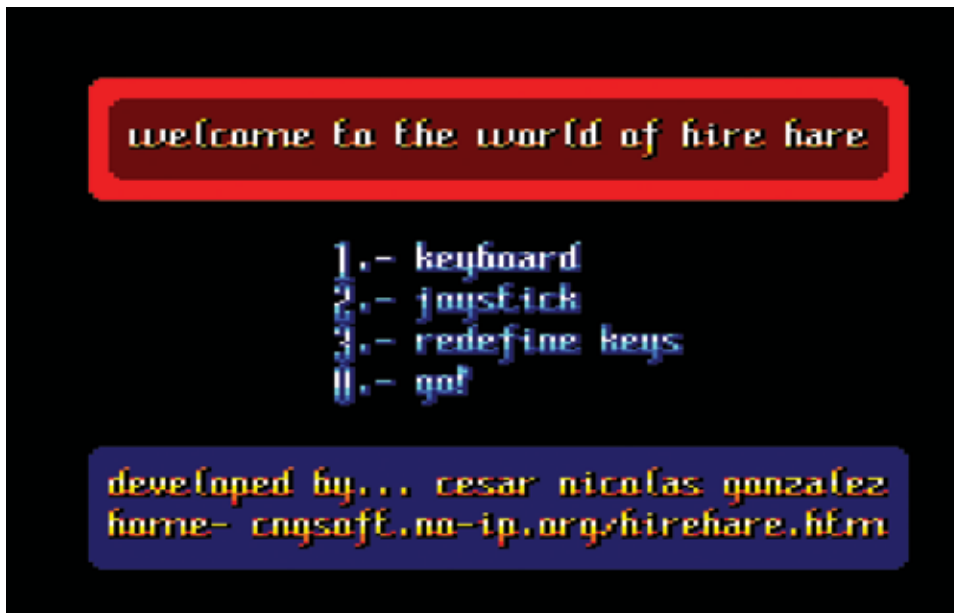 welcome to the world of hire hare
1.- keyboard
2.- joystick
3.- redefine keys
0.- go!
developed by... cesar nicolas gonzalez
home- cngsoft.no-ip.org/hirehare.htm